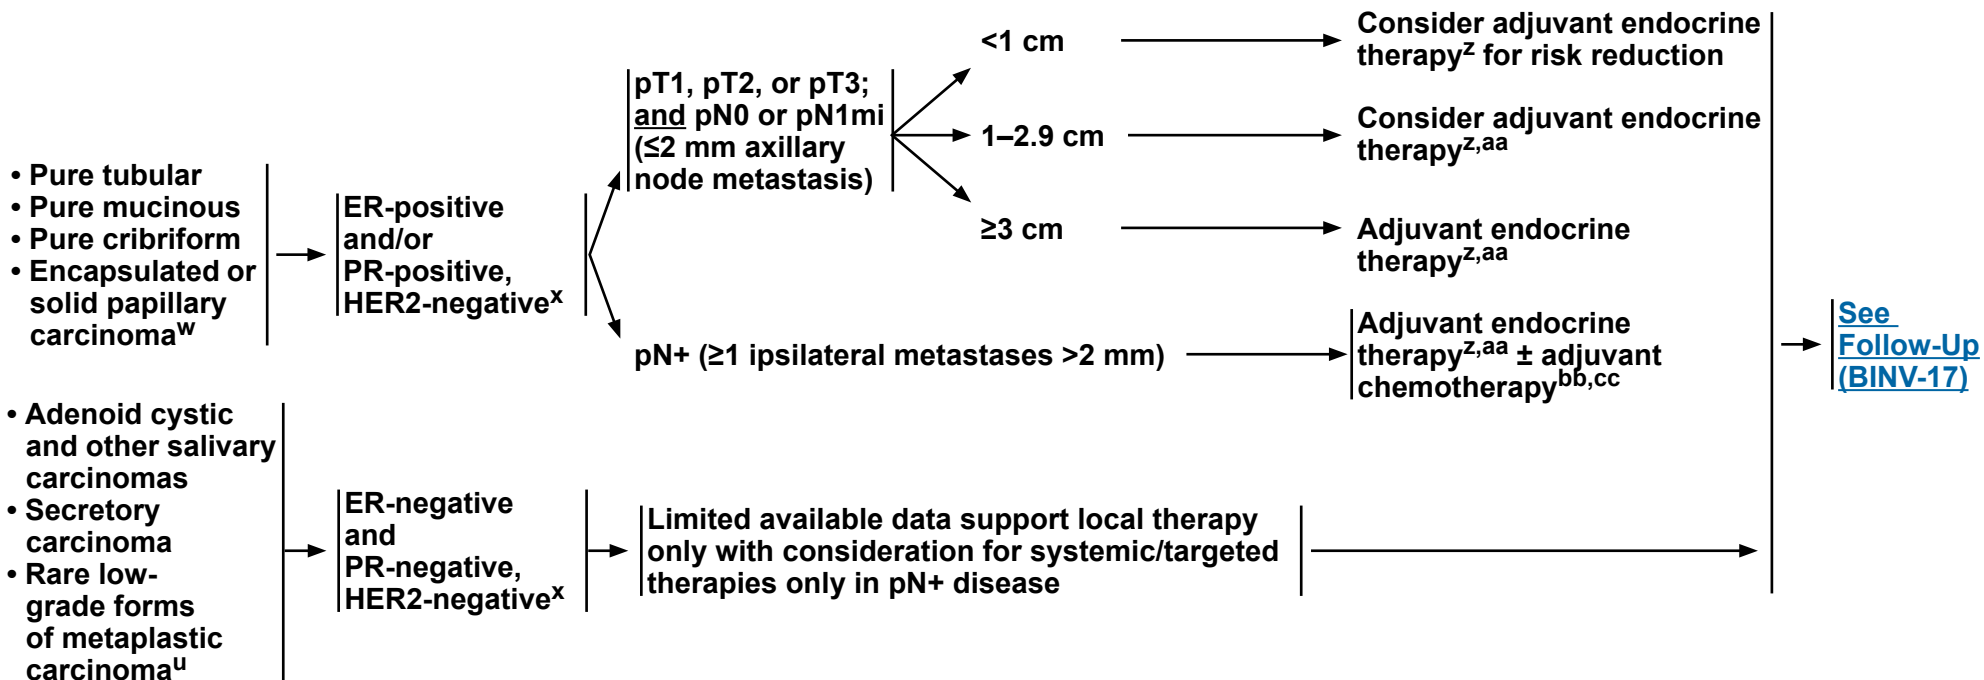 • Pure tubular
• Pure mucinous
• Pure cribriform
• Encapsulated or
solid papillary
carcinomaʷ
ER-positive
and/or
PR-positive,
HER2-negativeˣ
pT1, pT2, or pT3;
and pN0 or pN1mi
(≤2 mm axillary
node metastasis)
<1 cm
Consider adjuvant endocrine
therapyᶻ for risk reduction
1–2.9 cm
Consider adjuvant endocrine
therapyᶻ,ᵃᵃ
≥3 cm
Adjuvant endocrine
therapyᶻ,ᵃᵃ
pN+ (≥1 ipsilateral metastases >2 mm)
Adjuvant endocrine
therapyᶻ,ᵃᵃ ± adjuvant
chemotherapyᵇᵇ,ᶜᶜ
• Adenoid cystic
and other salivary
carcinomas
• Secretory
carcinoma
• Rare low-
grade forms
of metaplastic
carcinomaᵘ
ER-negative
and
PR-negative,
HER2-negativeˣ
Limited available data support local therapy
only with consideration for systemic/targeted
therapies only in pN+ disease
See
Follow-Up
(BINV-17)